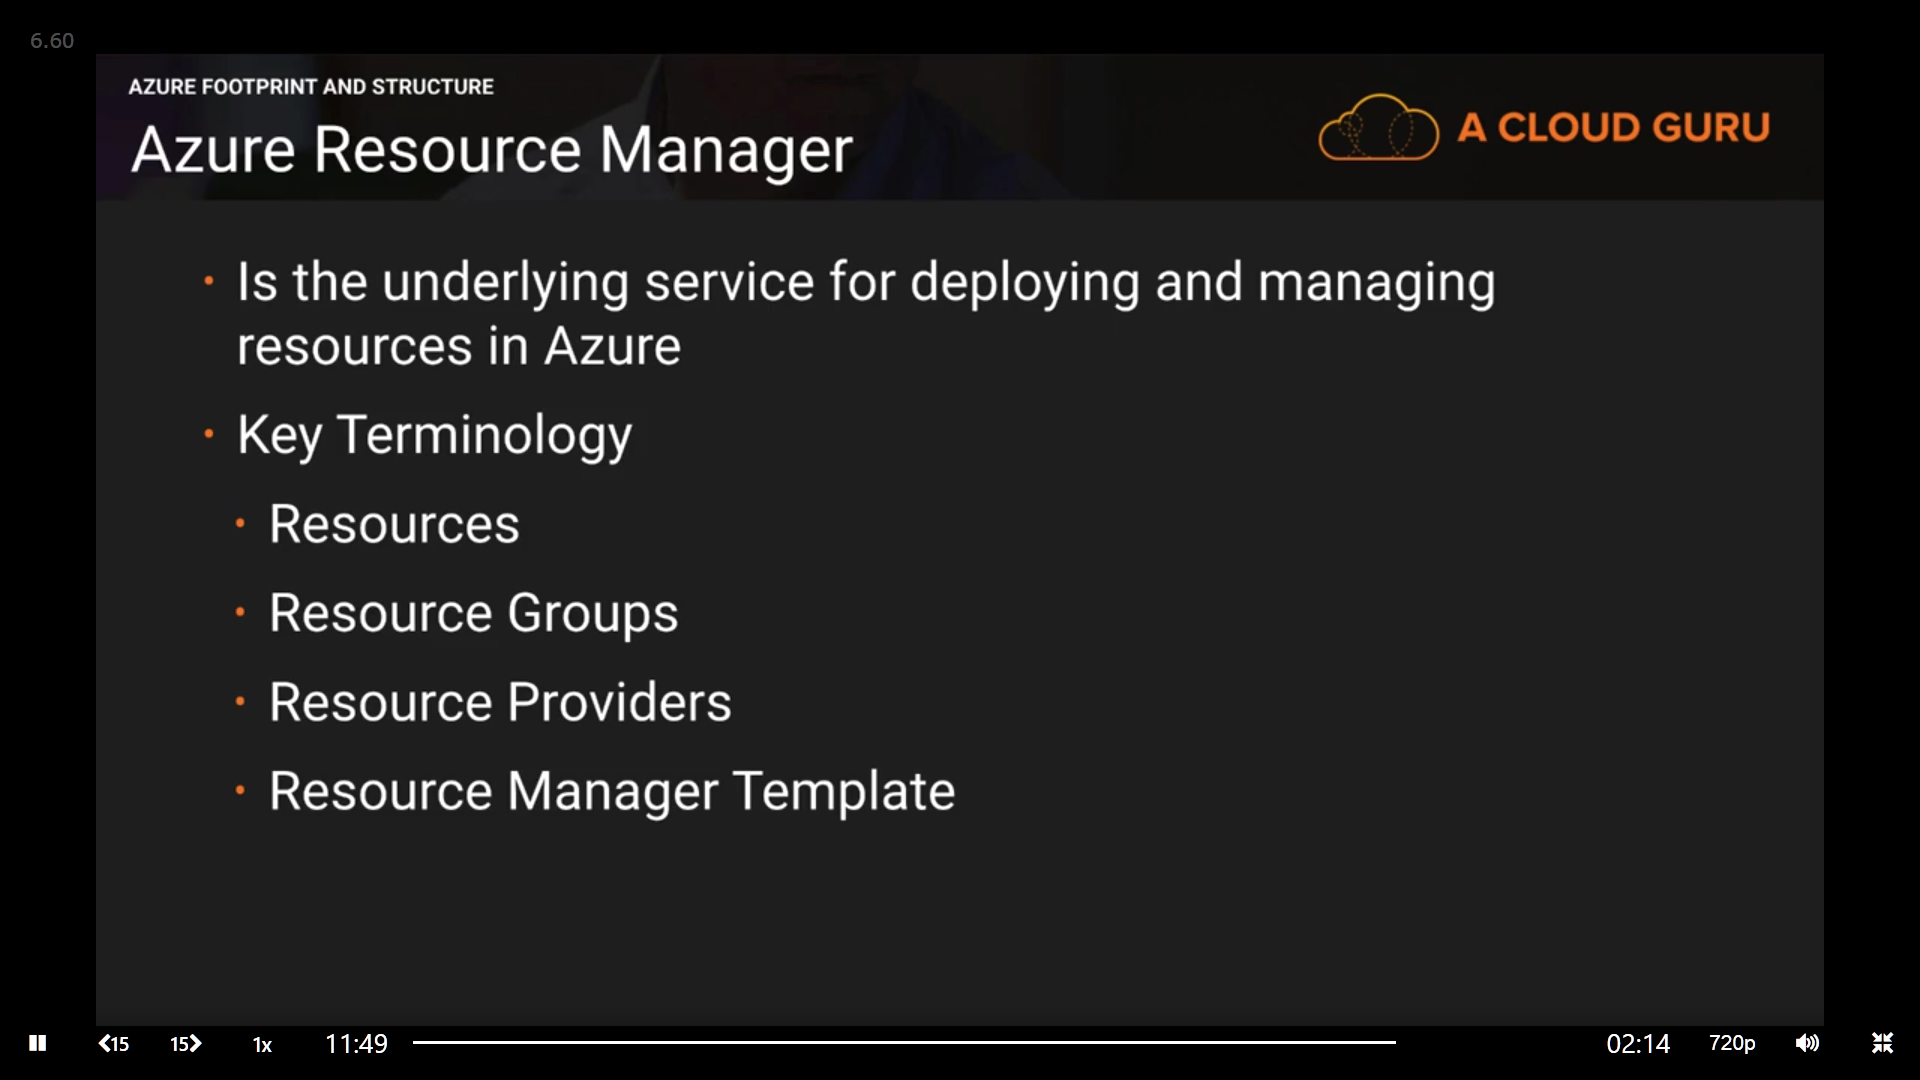 6.60
AZURE FOOTPRINT AND STRUCTURE
Azure Resource Manager
A CLOUD GURU
• Is the underlying service for deploying and managing
resources in Azure
• Key Terminology
• Resources
• Resource Groups
• Resource Providers
• Resource Manager Template
15 15 1x 11:49 02:14 720p